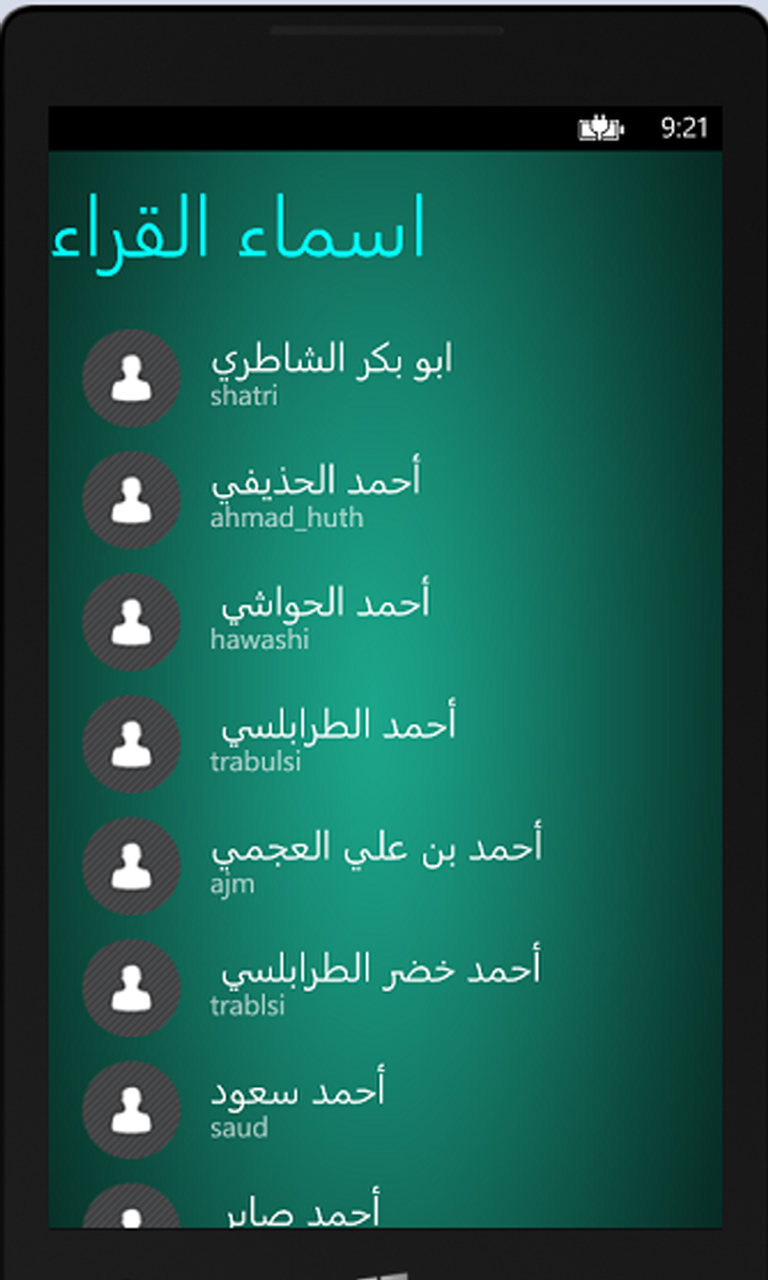 9:21
اسماء القراء
ابو بكر الشاطري
shatri
أحمد الحذيفي
ahmad_huth
أحمد الحواشي
hawashi
أحمد الطرابلسي
trabulsi
أحمد بن علي العجمي
ajm
أحمد خضر الطرابلسي
trablsi
أحمد سعود
saud
أحمد صابر